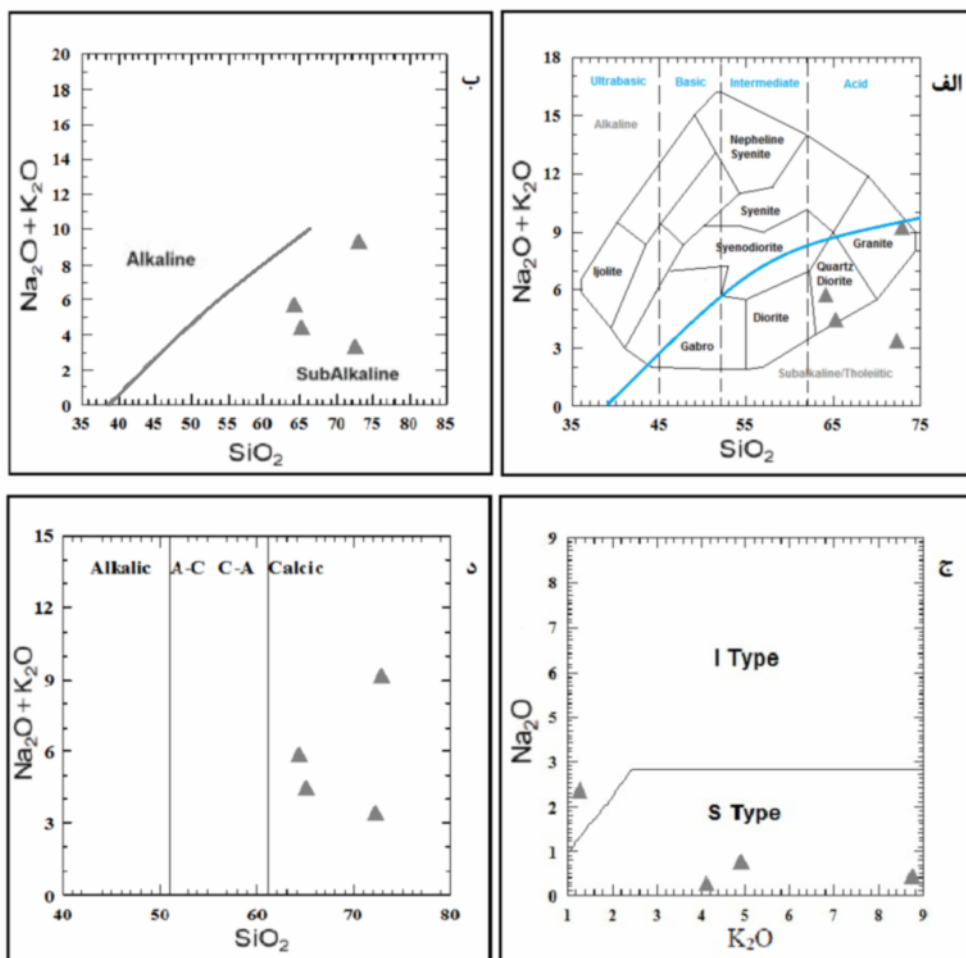 20
18
16
14
12
10
8
6
4
2
0
Na₂O+K₂O
Alkaline
SubAlkaline
35 40 45 50 55 60 65 70 75 80 85
SiO₂
الف
18
15
12
9
6
3
0
Na₂O+K₂O
Ultrabasic Basic Intermediate Acid
Alkaline
Nepheline
Syenite
Syenite
Syenodiorite
Granite
Ijolite
Quartz
Diorite
Diorite
Gabro
Subalkaline/Tholeiitic
35 45 55 65 75
SiO₂
15
12
9
6
3
0
Na₂O+K₂O
Alkalic A-C C-A Calcic
40 50 60 70 80
SiO₂
ج
9
8
7
6
5
3
2
1
0
Na₂O
I Type
S Type
1 2 3 4 5 6 7 8 9
K₂O